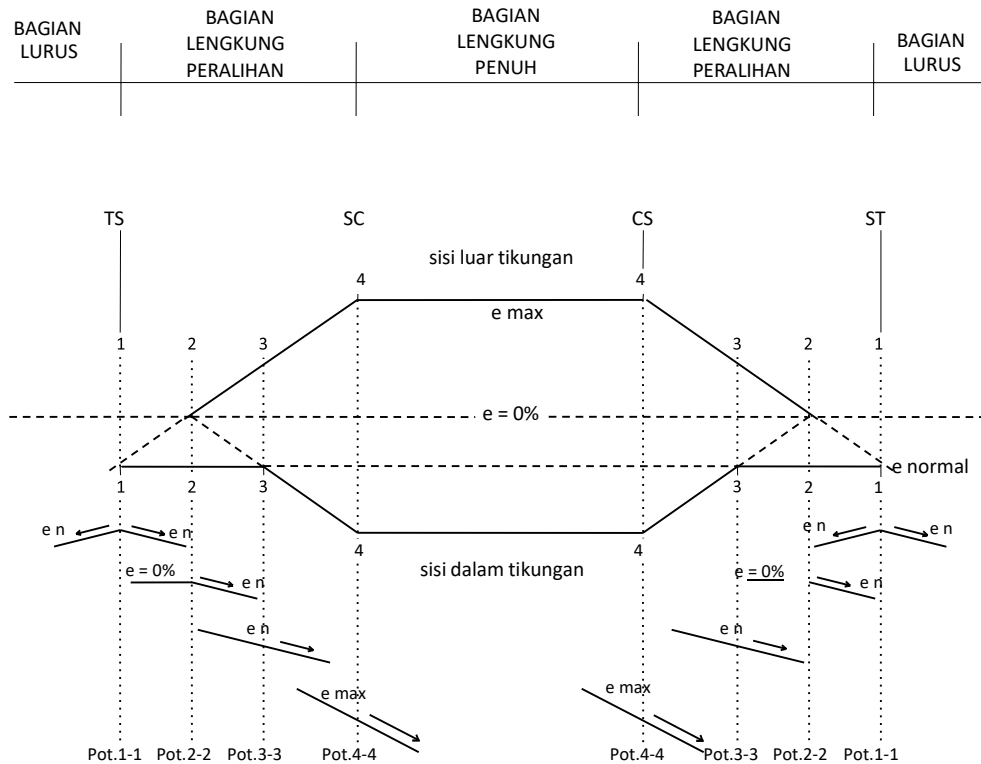 BAGIAN
LURUS
BAGIAN
LENGKUNG
PERALIHAN
BAGIAN
LENGKUNG
PENUH
BAGIAN
LENGKUNG
PERALIHAN
BAGIAN
LURUS
TS
SC
CS
ST
sisi luar tikungan
4
4
e max
1
2
3
3
2
1
e = 0%
e normal
1
2
3
3
2
1
e n
e n
4
4
e n
e n
sisi dalam tikungan
e = 0%
e n
e = 0%
e n
e n
e n
e max
e max
Pot.1-1
Pot.2-2
Pot.3-3
Pot.4-4
Pot.4-4
Pot.3-3
Pot.2-2
Pot.1-1